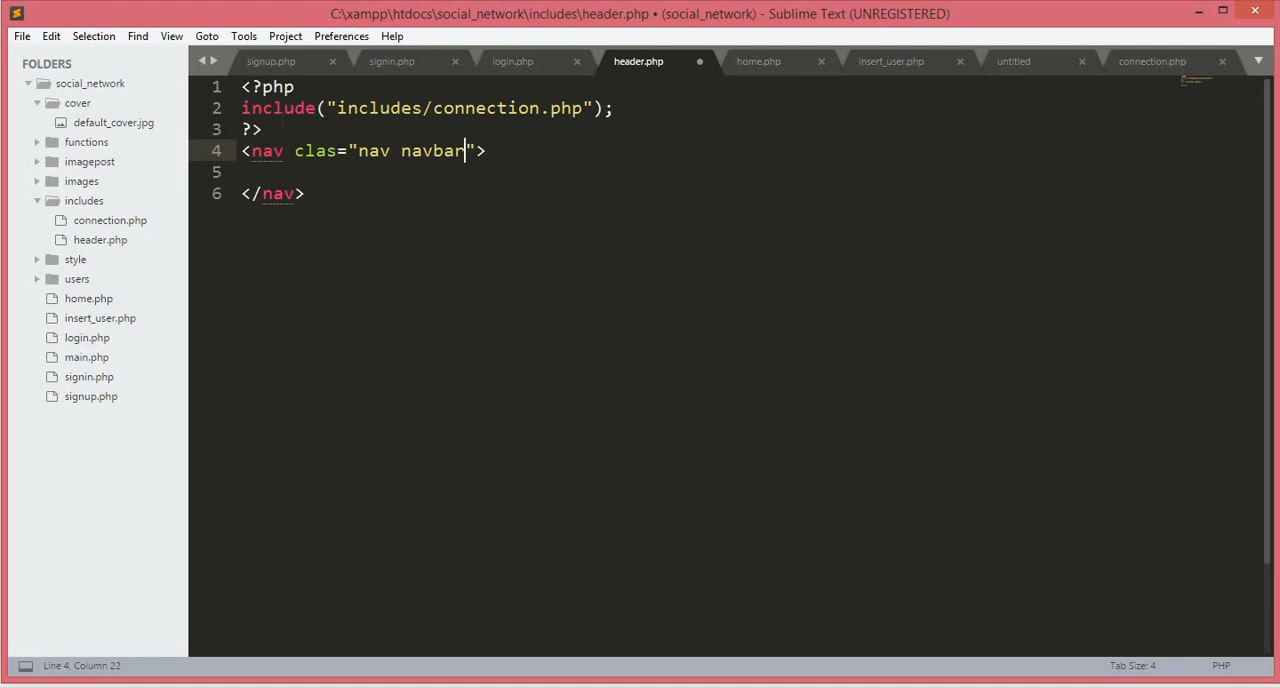 C:\xampp\htdocs\social_network\includes\header.php • (social_network) - Sublime Text (UNREGISTERED)
File Edit Selection Find View Goto Tools Project Preferences Help
FOLDERS
social_network
cover
default_cover.jpg
functions
imagepost
images
includes
connection.php
header.php
style
users
home.php
insert_user.php
login.php
main.php
signin.php
signup.php
signup.php signin.php login.php header.php home.php insert_user.php untitled connection.php
1 <?php
2 include("includes/connection.php");
3 ?>
4 <nav clas="nav navbar">
5
6 </nav>
Line 4, Column 22 Tab Size: 4 PHP